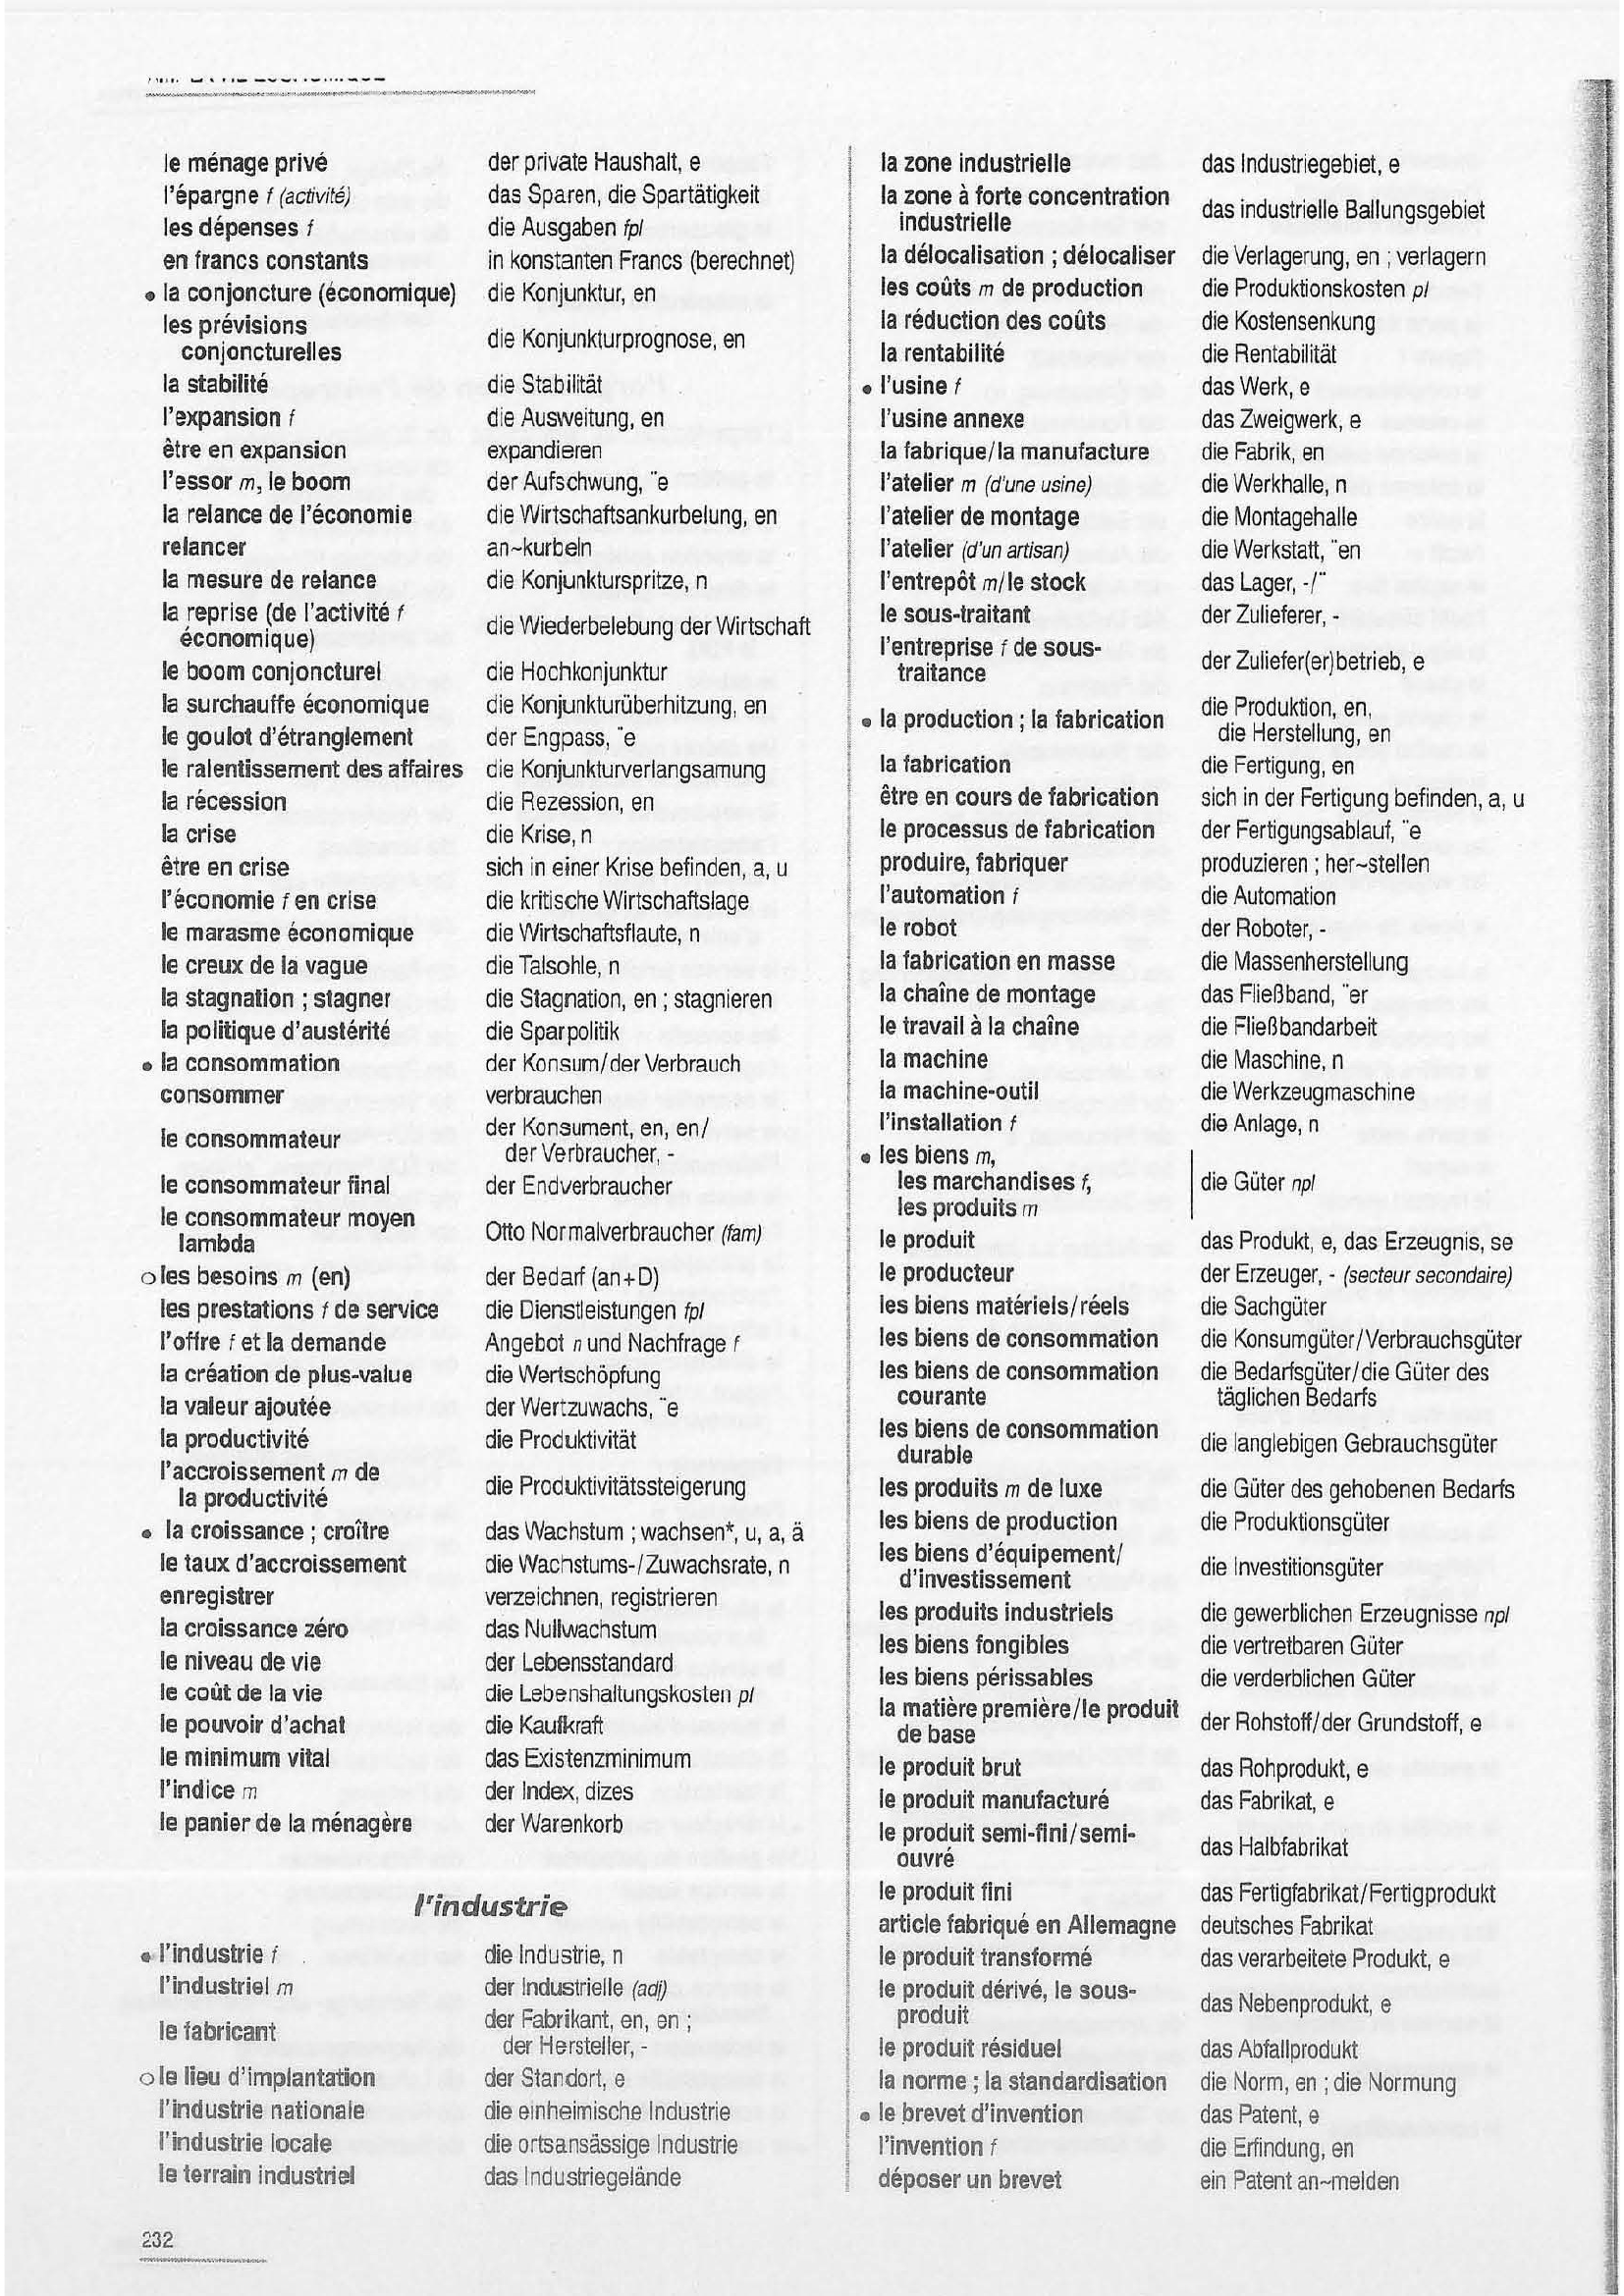 le ménage privé der private Haushalt, e
l'épargne f (activité) das Sparen, die Spartätigkeit
les dépenses f die Ausgaben fpl
en francs constants in konstanten Francs (berechnet)
• la conjoncture (économique) die Konjunktur, en
les prévisions
conjoncturelles die Konjunkturprognose, en
la stabilité die Stabilität
l'expansion f die Ausweitung, en
être en expansion expandieren
l'essor m, le boom der Aufschwung, ¨e
la relance de l'économie die Wirtschaftsankurbelung, en
relancer an~kurbeln
la mesure de relance die Konjunkturspritze, n
la reprise (de l'activité f
économique) die Wiederbelebung der Wirtschaft
le boom conjoncturel die Hochkonjunktur
la surchauffe économique die Konjunkturüberhitzung, en
le goulot d'étranglement der Engpass, ¨e
le ralentissement des affaires die Konjunkturverlangsamung
la récession die Rezession, en
la crise die Krise, n
être en crise sich in einer Krise befinden, a, u
l'économie f en crise die kritische Wirtschaftslage
le marasme économique die Wirtschaftsflaute, n
le creux de la vague die Talsohle, n
la stagnation ; stagner die Stagnation, en ; stagnieren
la politique d'austérité die Sparpolitik
• la consommation der Konsum/der Verbrauch
consommer verbrauchen
le consommateur der Konsument, en, en/
der Verbraucher, -
le consommateur final der Endverbraucher
le consommateur moyen
lambda Otto Normalverbraucher (fam)
○ les besoins m (en) der Bedarf (an+D)
les prestations f de service die Dienstleistungen fpl
l'offre f et la demande Angebot n und Nachfrage f
la création de plus-value die Wertschöpfung
la valeur ajoutée der Wertzuwachs, ¨e
la productivité die Produktivität
l'accroissement m de
la productivité die Produktivitätssteigerung
• la croissance ; croître das Wachstum ; wachsen*, u, a, ä
le taux d'accroissement die Wachstums-/Zuwachsrate, n
enregistrer verzeichnen, registrieren
la croissance zéro das Nullwachstum
le niveau de vie der Lebensstandard
le coût de la vie die Lebenshaltungskosten pl
le pouvoir d'achat die Kaufkraft
le minimum vital das Existenzminimum
l'indice m der Index, dizes
le panier de la ménagère der Warenkorb
l'industrie
• l'industrie f die Industrie, n
l'industriel m der Industrielle (adj)
le fabricant der Fabrikant, en, en ;
der Hersteller, -
○ le lieu d'implantation der Standort, e
l'industrie nationale die einheimische Industrie
l'industrie locale die ortsansässige Industrie
le terrain industriel das Industriegelände
232
la zone industrielle das Industriegebiet, e
la zone à forte concentration
industrielle das industrielle Ballungsgebiet
la délocalisation ; délocaliser die Verlagerung, en ; verlagern
les coûts m de production die Produktionskosten pl
la réduction des coûts die Kostensenkung
la rentabilité die Rentabilität
• l'usine f das Werk, e
l'usine annexe das Zweigwerk, e
la fabrique/la manufacture die Fabrik, en
l'atelier m (d'une usine) die Werkhalle, n
l'atelier de montage die Montagehalle
l'atelier (d'un artisan) die Werkstatt, ¨en
l'entrepôt m/le stock das Lager, -/¨
le sous-traitant der Zulieferer, -
l'entreprise f de sous-
traitance der Zuliefer(er)betrieb, e
• la production ; la fabrication die Produktion, en,
die Herstellung, en
la fabrication die Fertigung, en
être en cours de fabrication sich in der Fertigung befinden, a, u
le processus de fabrication der Fertigungsablauf, ¨e
produire, fabriquer produzieren ; her~stellen
l'automation f die Automation
le robot der Roboter, -
la fabrication en masse die Massenherstellung
la chaîne de montage das Fließband, ¨er
le travail à la chaîne die Fließbandarbeit
la machine die Maschine, n
la machine-outil die Werkzeugmaschine
l'installation f die Anlage, n
• les biens m,
les marchandises f, die Güter npl
les produits m
le produit das Produkt, e, das Erzeugnis, se
le producteur der Erzeuger, - (secteur secondaire)
les biens matériels/réels die Sachgüter
les biens de consommation die Konsumgüter/Verbrauchsgüter
les biens de consommation die Bedarfsgüter/die Güter des
courante täglichen Bedarfs
les biens de consommation
durable die langlebigen Gebrauchsgüter
les produits m de luxe die Güter des gehobenen Bedarfs
les biens de production die Produktionsgüter
les biens d'équipement/
d'investissement die Investitionsgüter
les produits industriels die gewerblichen Erzeugnisse npl
les biens fongibles die vertretbaren Güter
les biens périssables die verderblichen Güter
la matière première/le produit
de base der Rohstoff/der Grundstoff, e
le produit brut das Rohprodukt, e
le produit manufacturé das Fabrikat, e
le produit semi-fini/semi-
ouvré das Halbfabrikat
le produit fini das Fertigfabrikat/Fertigprodukt
article fabriqué en Allemagne deutsches Fabrikat
le produit transformé das verarbeitete Produkt, e
le produit dérivé, le sous-
produit das Nebenprodukt, e
le produit résiduel das Abfallprodukt
la norme ; la standardisation die Norm, en ; die Normung
• le brevet d'invention das Patent, e
l'invention f die Erfindung, en
déposer un brevet ein Patent an~melden